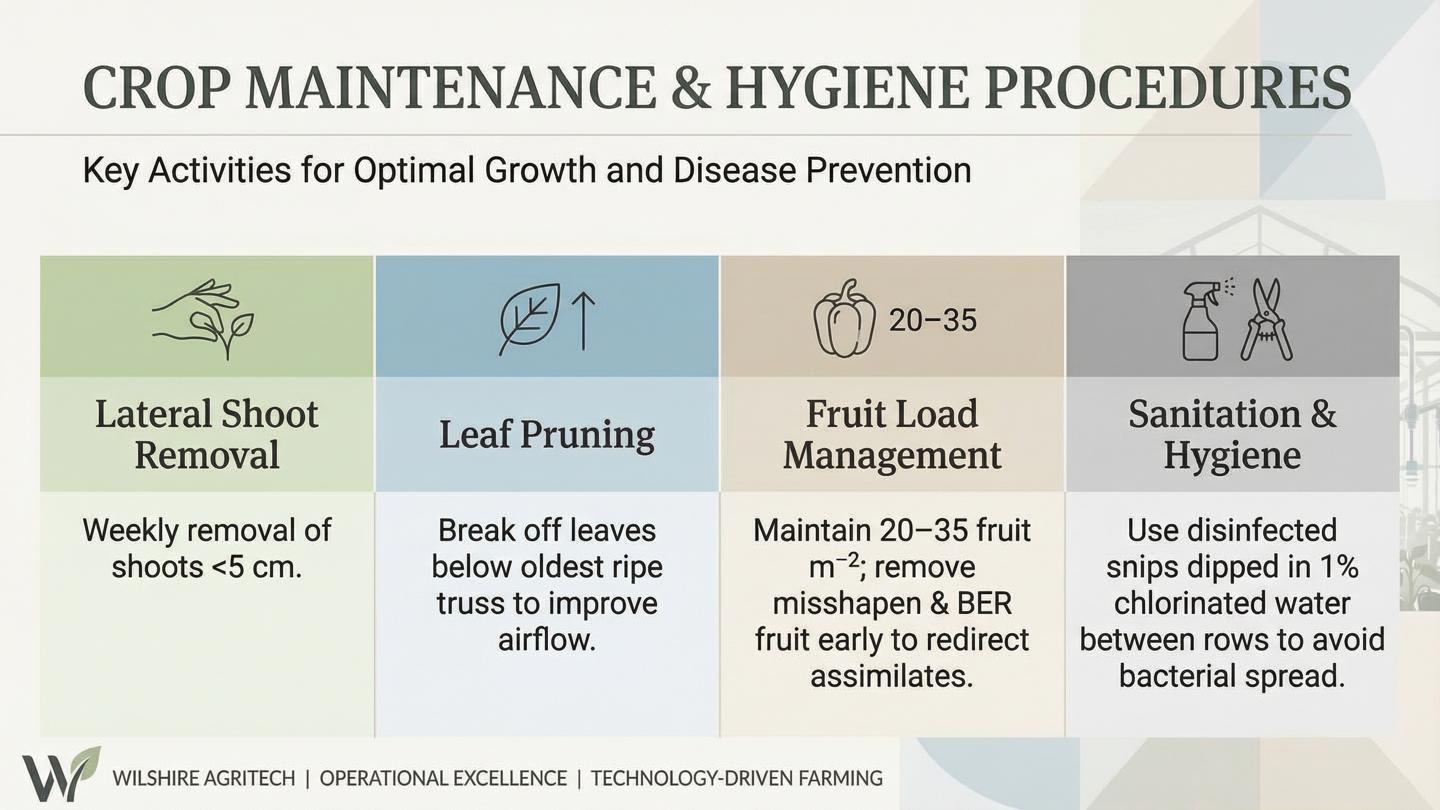 CROP MAINTENANCE & HYGIENE PROCEDURES
Key Activities for Optimal Growth and Disease Prevention
Lateral Shoot
Removal
Weekly removal of
shoots <5 cm.
Leaf Pruning
Break off leaves
below oldest ripe
truss to improve
airflow.
20–35
Fruit Load
Management
Maintain 20–35 fruit
m⁻²; remove
misshapen & BER
fruit early to redirect
assimilates.
Sanitation &
Hygiene
Use disinfected
snips dipped in 1%
chlorinated water
between rows to avoid
bacterial spread.
W WILSHIRE AGRITECH | OPERATIONAL EXCELLENCE | TECHNOLOGY-DRIVEN FARMING